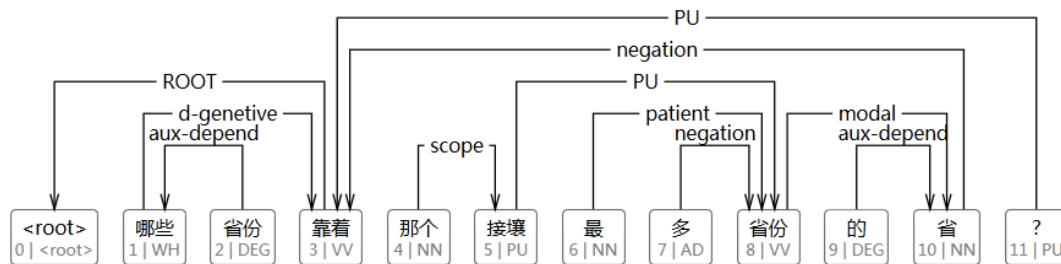 PU
negation
ROOT PU
d-genetive patient modal
aux-depend negation aux-depend
scope
<root> 哪些 省份 靠着 那个 接壤 最 多 省份 的 省 ?
0 | <root> 1 | WH 2 | DEG 3 | VV 4 | NN 5 | PU 6 | NN 7 | AD 8 | VV 9 | DEG 10 | NN 11 | PU